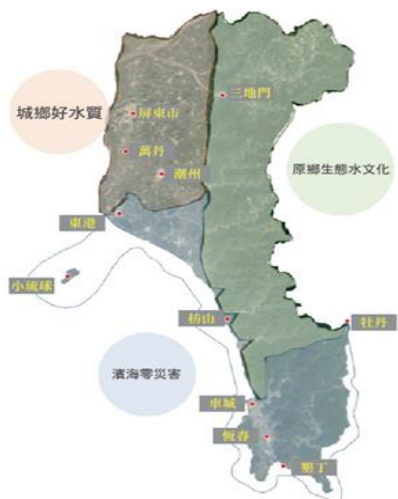 三地門
城鄉好水質
屏東市
萬丹
原鄉生態水文化
潮州
東港
小琉球
枋山
牡丹
濱海零災害
車城
恆春
墾丁